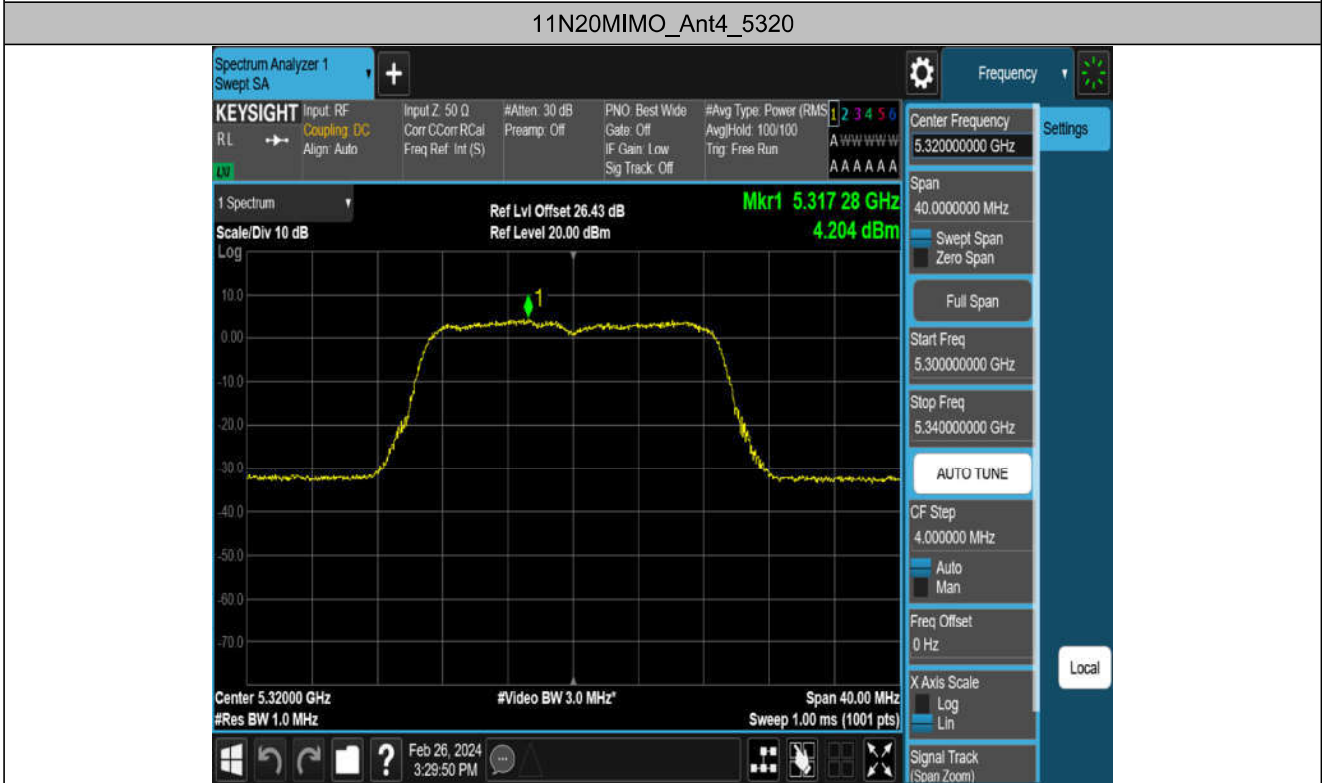 11N20MIMO_Ant4_5320
Spectrum Analyzer 1
Swept SA
+
Frequency
KEYSIGHT
RL
LXI
Input: RF
Coupling: DC
Align: Auto
Input Z: 50 Ω
Corr CCorr RCal
Freq Ref: Int (S)
#Atten: 30 dB
Preamp: Off
PNO: Best Wide
Gate: Off
IF Gain: Low
Sig Track: Off
#Avg Type: Power (RMS
Avg|Hold: 100/100
Trig: Free Run
1 2 3 4 5 6
A W W W W W
A A A A A A
Center Frequency
5.320000000 GHz
Settings
Span
40.0000000 MHz
Swept Span
Zero Span
Full Span
Start Freq
5.300000000 GHz
Stop Freq
5.340000000 GHz
AUTO TUNE
CF Step
4.000000 MHz
Auto
Man
Freq Offset
0 Hz
X Axis Scale
Log
Lin
Signal Track
(Span Zoom)
Local
1 Spectrum
Scale/Div 10 dB
Log
Ref Lvl Offset 26.43 dB
Ref Level 20.00 dBm
Mkr1 5.317 28 GHz
4.204 dBm
1
10.0
0.00
-10.0
-20.0
-30.0
-40.0
-50.0
-60.0
-70.0
Center 5.32000 GHz
#Res BW 1.0 MHz
#Video BW 3.0 MHz*
Span 40.00 MHz
Sweep 1.00 ms (1001 pts)
?
Feb 26, 2024
3:29:50 PM